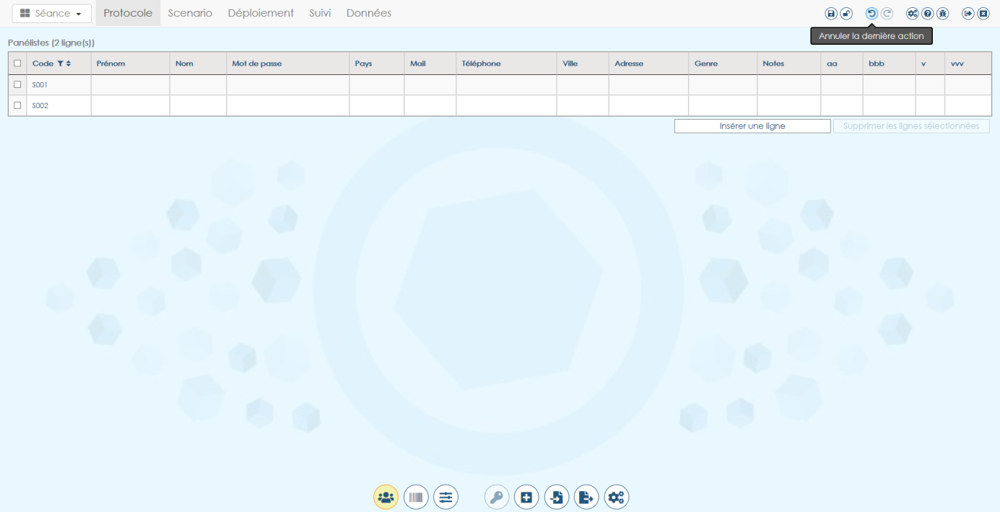 Séance Protocole Scenario Déploiement Suivi Données
Annuler la dernière action
Panélistes (2 ligne(s))
Code Prénom Nom Mot de passe Pays Mail Téléphone Ville Adresse Genre Notes aa bbb v vvv
S001
S002
Insérer une ligne Supprimer les lignes sélectionnées